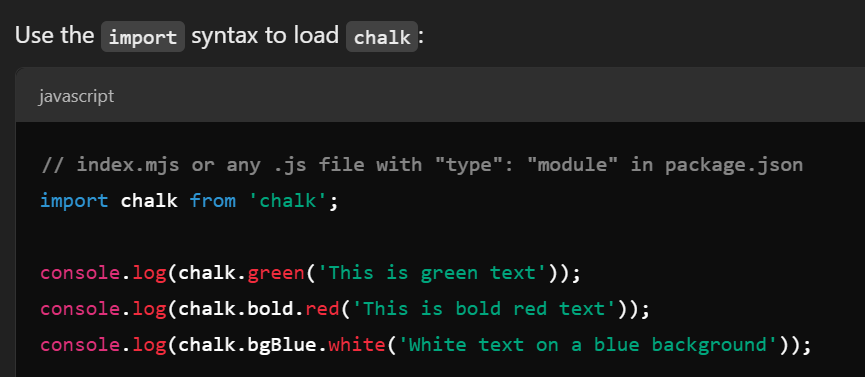 Use the import syntax to load chalk:
javascript
// index.mjs or any .js file with "type": "module" in package.json
import chalk from 'chalk';
console.log(chalk.green('This is green text'));
console.log(chalk.bold.red('This is bold red text'));
console.log(chalk.bgBlue.white('White text on a blue background'));